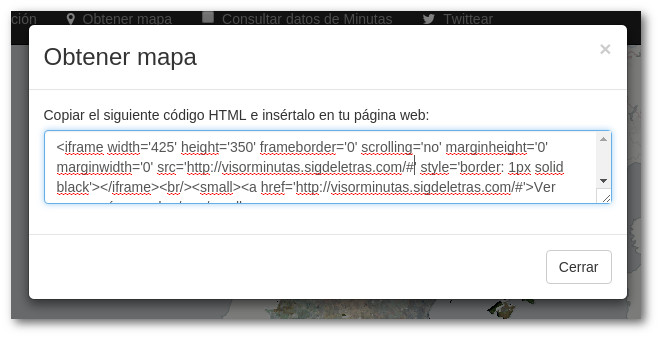 ción Obtener mapa Consultar datos de Minutas Twittear
Obtener mapa ×
Copiar el siguiente código HTML e insértalo en tu página web:
<iframe width='425' height='350' frameborder='0' scrolling='no' marginheight='0'
marginwidth='0' src='http://visorminutas.sigdeletras.com/#' style='border: 1px solid
black'></iframe><br/><small><a href='http://visorminutas.sigdeletras.com/#'>Ver
Cerrar